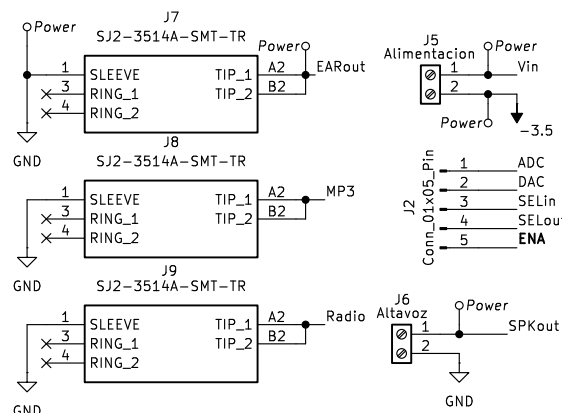 J7
SJ2-3514A-SMT-TR
Power
Power
1 SLEEVE TIP_1 A2 EARout
3 RING_1 TIP_2 B2
4 RING_2
GND
J8
SJ2-3514A-SMT-TR
1 SLEEVE TIP_1 A2 MP3
3 RING_1 TIP_2 B2
4 RING_2
GND
J9
SJ2-3514A-SMT-TR
1 SLEEVE TIP_1 A2 Radio
3 RING_1 TIP_2 B2
4 RING_2
GND
J5
Alimentacion
Power
1 Vin
2
Power
-3.5
J2
Conn_01x05_Pin
1 ADC
2 DAC
3 SELin
4 SELout
5 ENA
J6
Altavoz
Power
1 SPKout
2
GND